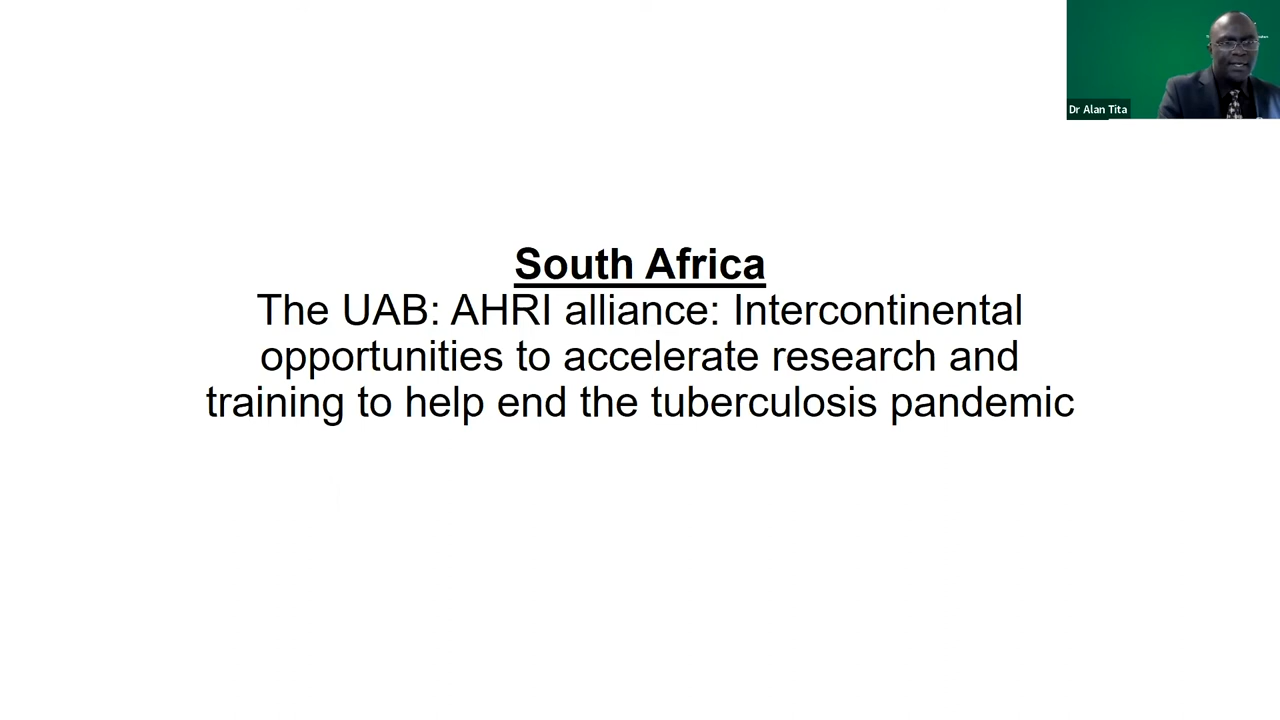 Dr Alan Tita
South Africa
The UAB: AHRI alliance: Intercontinental
opportunities to accelerate research and
training to help end the tuberculosis pandemic